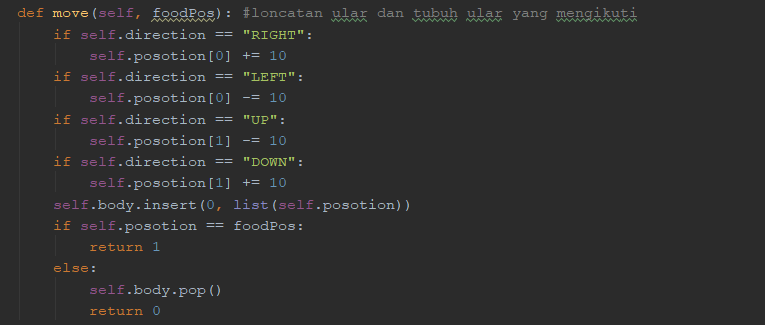 def move(self, foodPos): #loncatan ular dan tubuh ular yang mengikuti
    if self.direction == "RIGHT":
        self.posotion[0] += 10
    if self.direction == "LEFT":
        self.posotion[0] -= 10
    if self.direction == "UP":
        self.posotion[1] -= 10
    if self.direction == "DOWN":
        self.posotion[1] += 10
    self.body.insert(0, list(self.posotion))
    if self.posotion == foodPos:
        return 1
    else:
        self.body.pop()
        return 0